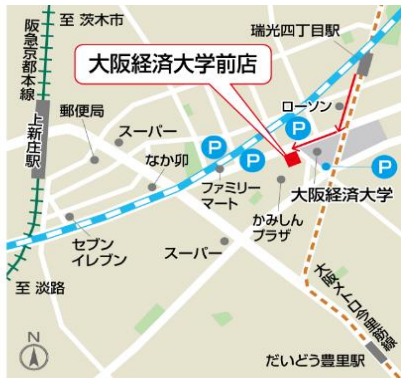 至 茨木市
阪急京都本線
上新庄駅
瑞光四丁目駅
大阪経済大学前店
郵便局
スーパー
なか卯
ローソン
P
P
P
P
大阪経済大学
ファミリー
マート
かみしん
プラザ
セブン
イレブン
スーパー
至 淡路
大阪メトロ今里筋線
だいどう豊里駅
N